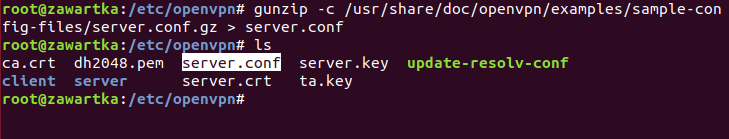 root@zawartka:/etc/openvpn# gunzip -c /usr/share/doc/openvpn/examples/sample-con
fig-files/server.conf.gz > server.conf
root@zawartka:/etc/openvpn# ls
ca.crt dh2048.pem server.conf server.key update-resolv-conf
client server server.crt ta.key
root@zawartka:/etc/openvpn#